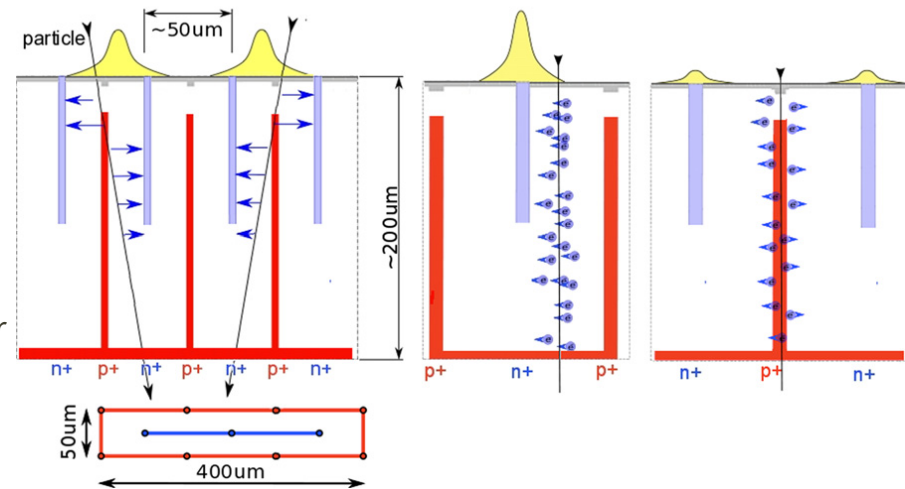 particle
~50um
~200um
n+ p+ n+ p+ n+ p+ n+
p+ n+ p+
n+ p+ n+
50um
400um